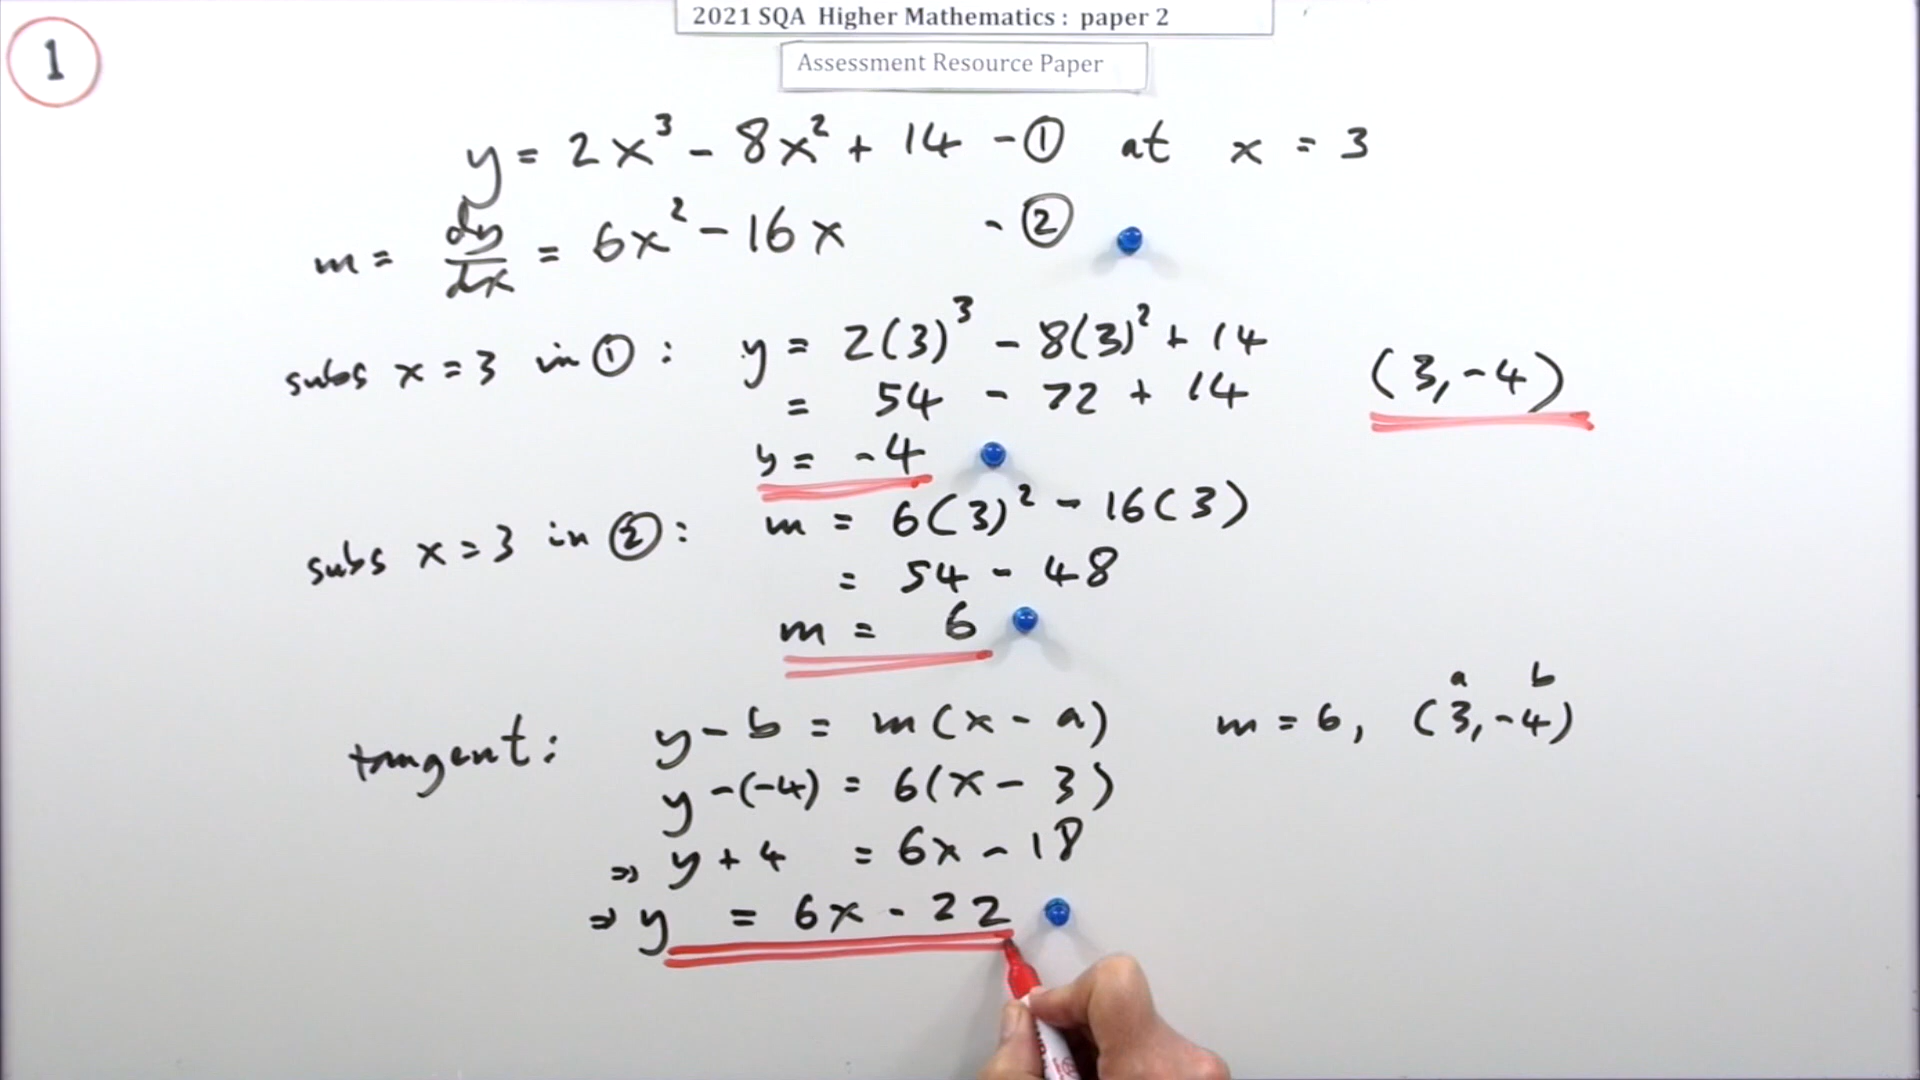 2021 SQA Higher Mathematics : paper 2
Assessment Resource Paper
1
y = 2x³ - 8x² + 14 - ① at x = 3
m = dy/dx = 6x² - 16x - ②
subs x = 3 in ① : y = 2(3)³ - 8(3)² + 14
= 54 - 72 + 14
(3, -4)
y = -4
subs x = 3 in ② : m = 6(3)² - 16(3)
= 54 - 48
m = 6
a b
tangent : y - b = m(x - a) m = 6, (3, -4)
y - (-4) = 6(x - 3)
⇒ y + 4 = 6x - 18
⇒ y = 6x - 22